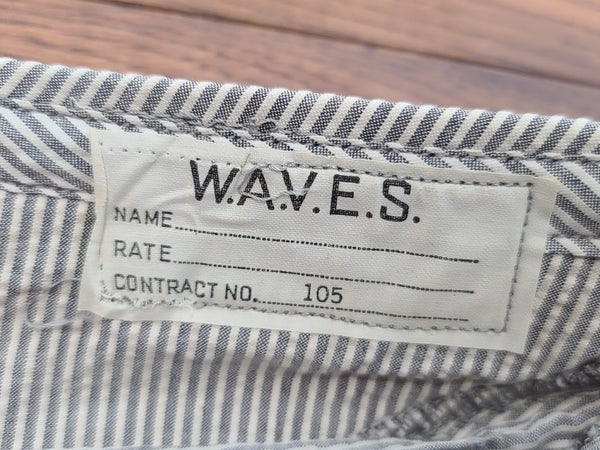 W.A.V.E.S.
NAME
RATE
CONTRACT NO. 105